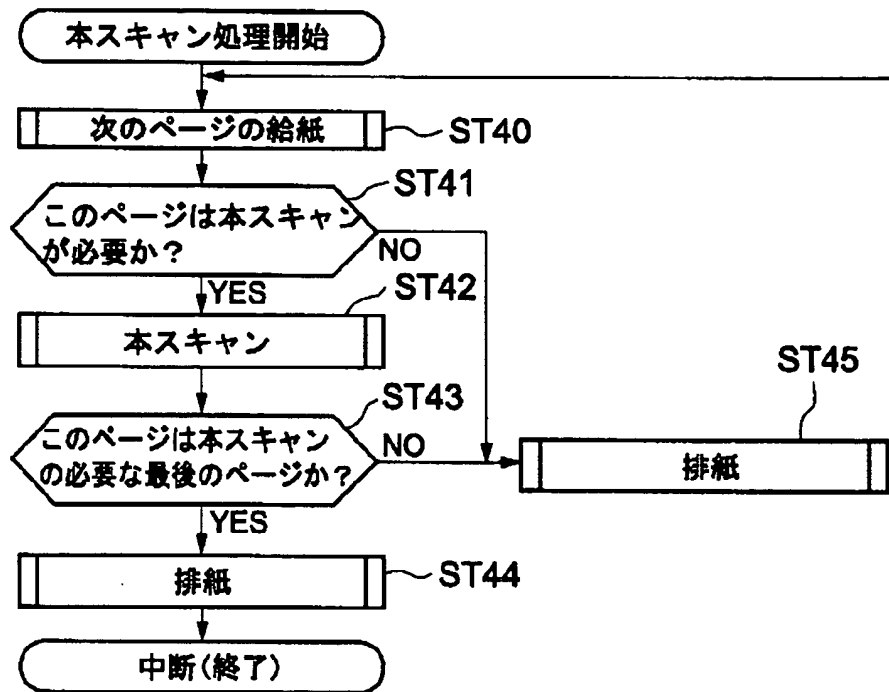 本スキャン処理開始
次のページの給紙
ST40
ST41
このページは本スキャン
が必要か?
NO
YES
ST42
本スキャン
ST43
このページは本スキャン
の必要な最後のページか?
NO
ST45
排紙
YES
排紙
ST44
中断(終了)